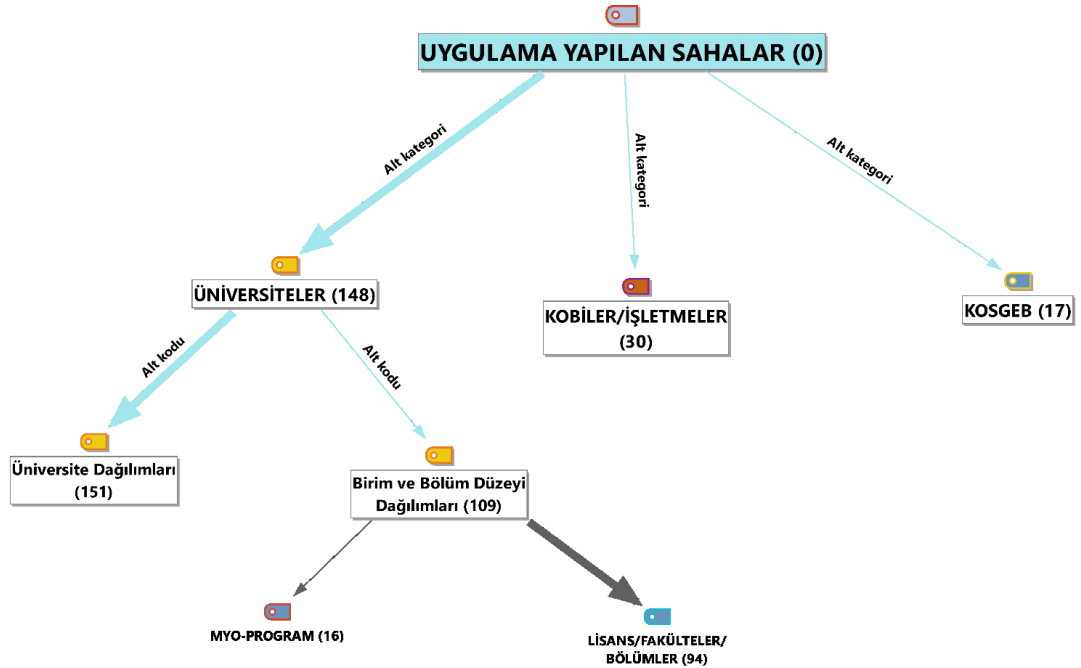 UYGULAMA YAPILAN SAHALAR (0)
Alt kategori
Alt kategori
Alt kategori
ÜNİVERSİTELER (148)
KOBİLER/İŞLETMELER
(30)
KOSGEB (17)
Alt kodu
Alt kodu
Üniversite Dağılımları
(151)
Birim ve Bölüm Düzeyi
Dağılımları (109)
MYO-PROGRAM (16)
LİSANS/FAKÜLTELER/
BÖLÜMLER (94)